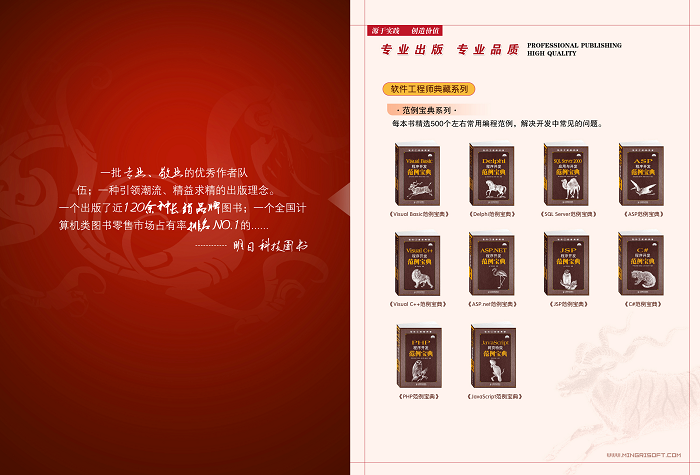 一批专业、敬业的优秀作者队
伍；一种引领潮流、精益求精的出版理念。
一个出版了近120余种长销品牌图书；一个全国计
算机类图书零售市场占有率排名NO.1的......
------------ 明日科技图书
源于实践 创造价值
专业出版 专业品质
PROFESSIONAL PUBLISHING
HIGH QUALITY
软件工程师典藏系列
·范例宝典系列·
每本书精选500个左右常用编程范例，解决开发中常见的问题。
Visual Basic
程序开发
范例宝典
Delphi
程序开发
范例宝典
SQL Server 2000
应用与开发
范例宝典
ASP
程序开发
范例宝典
《Visual Basic范例宝典》
《Delphi范例宝典》
《SQL Server范例宝典》
《ASP范例宝典》
Visual C++
程序开发
范例宝典
ASP.NET
程序开发
范例宝典
JSP
程序开发
范例宝典
C#
程序开发
范例宝典
《Visual C++范例宝典》
《ASP.net范例宝典》
《JSP范例宝典》
《C#范例宝典》
PHP
程序开发
范例宝典
JavaScript
网页特效
范例宝典
《PHP范例宝典》
《JavaScript范例宝典》
WWW.MINGRISOFT.COM